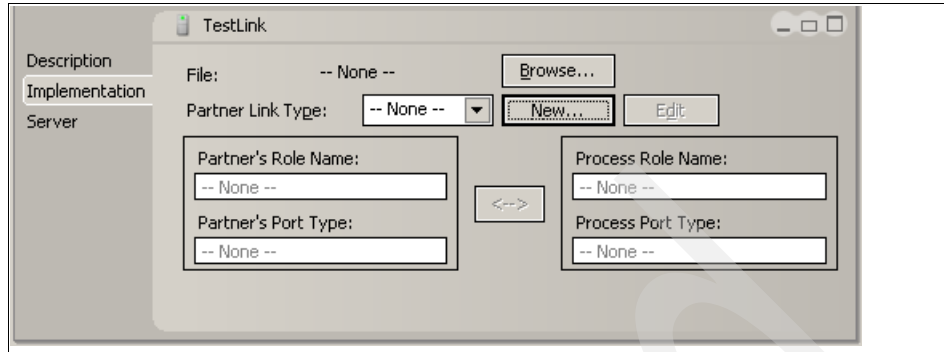 TestLink
Description
Implementation
Server
File: -- None -- Browse...
Partner Link Type: -- None -- New... Edit
Partner's Role Name: Process Role Name:
-- None -- -- None --
<-->
Partner's Port Type: Process Port Type:
-- None -- -- None --